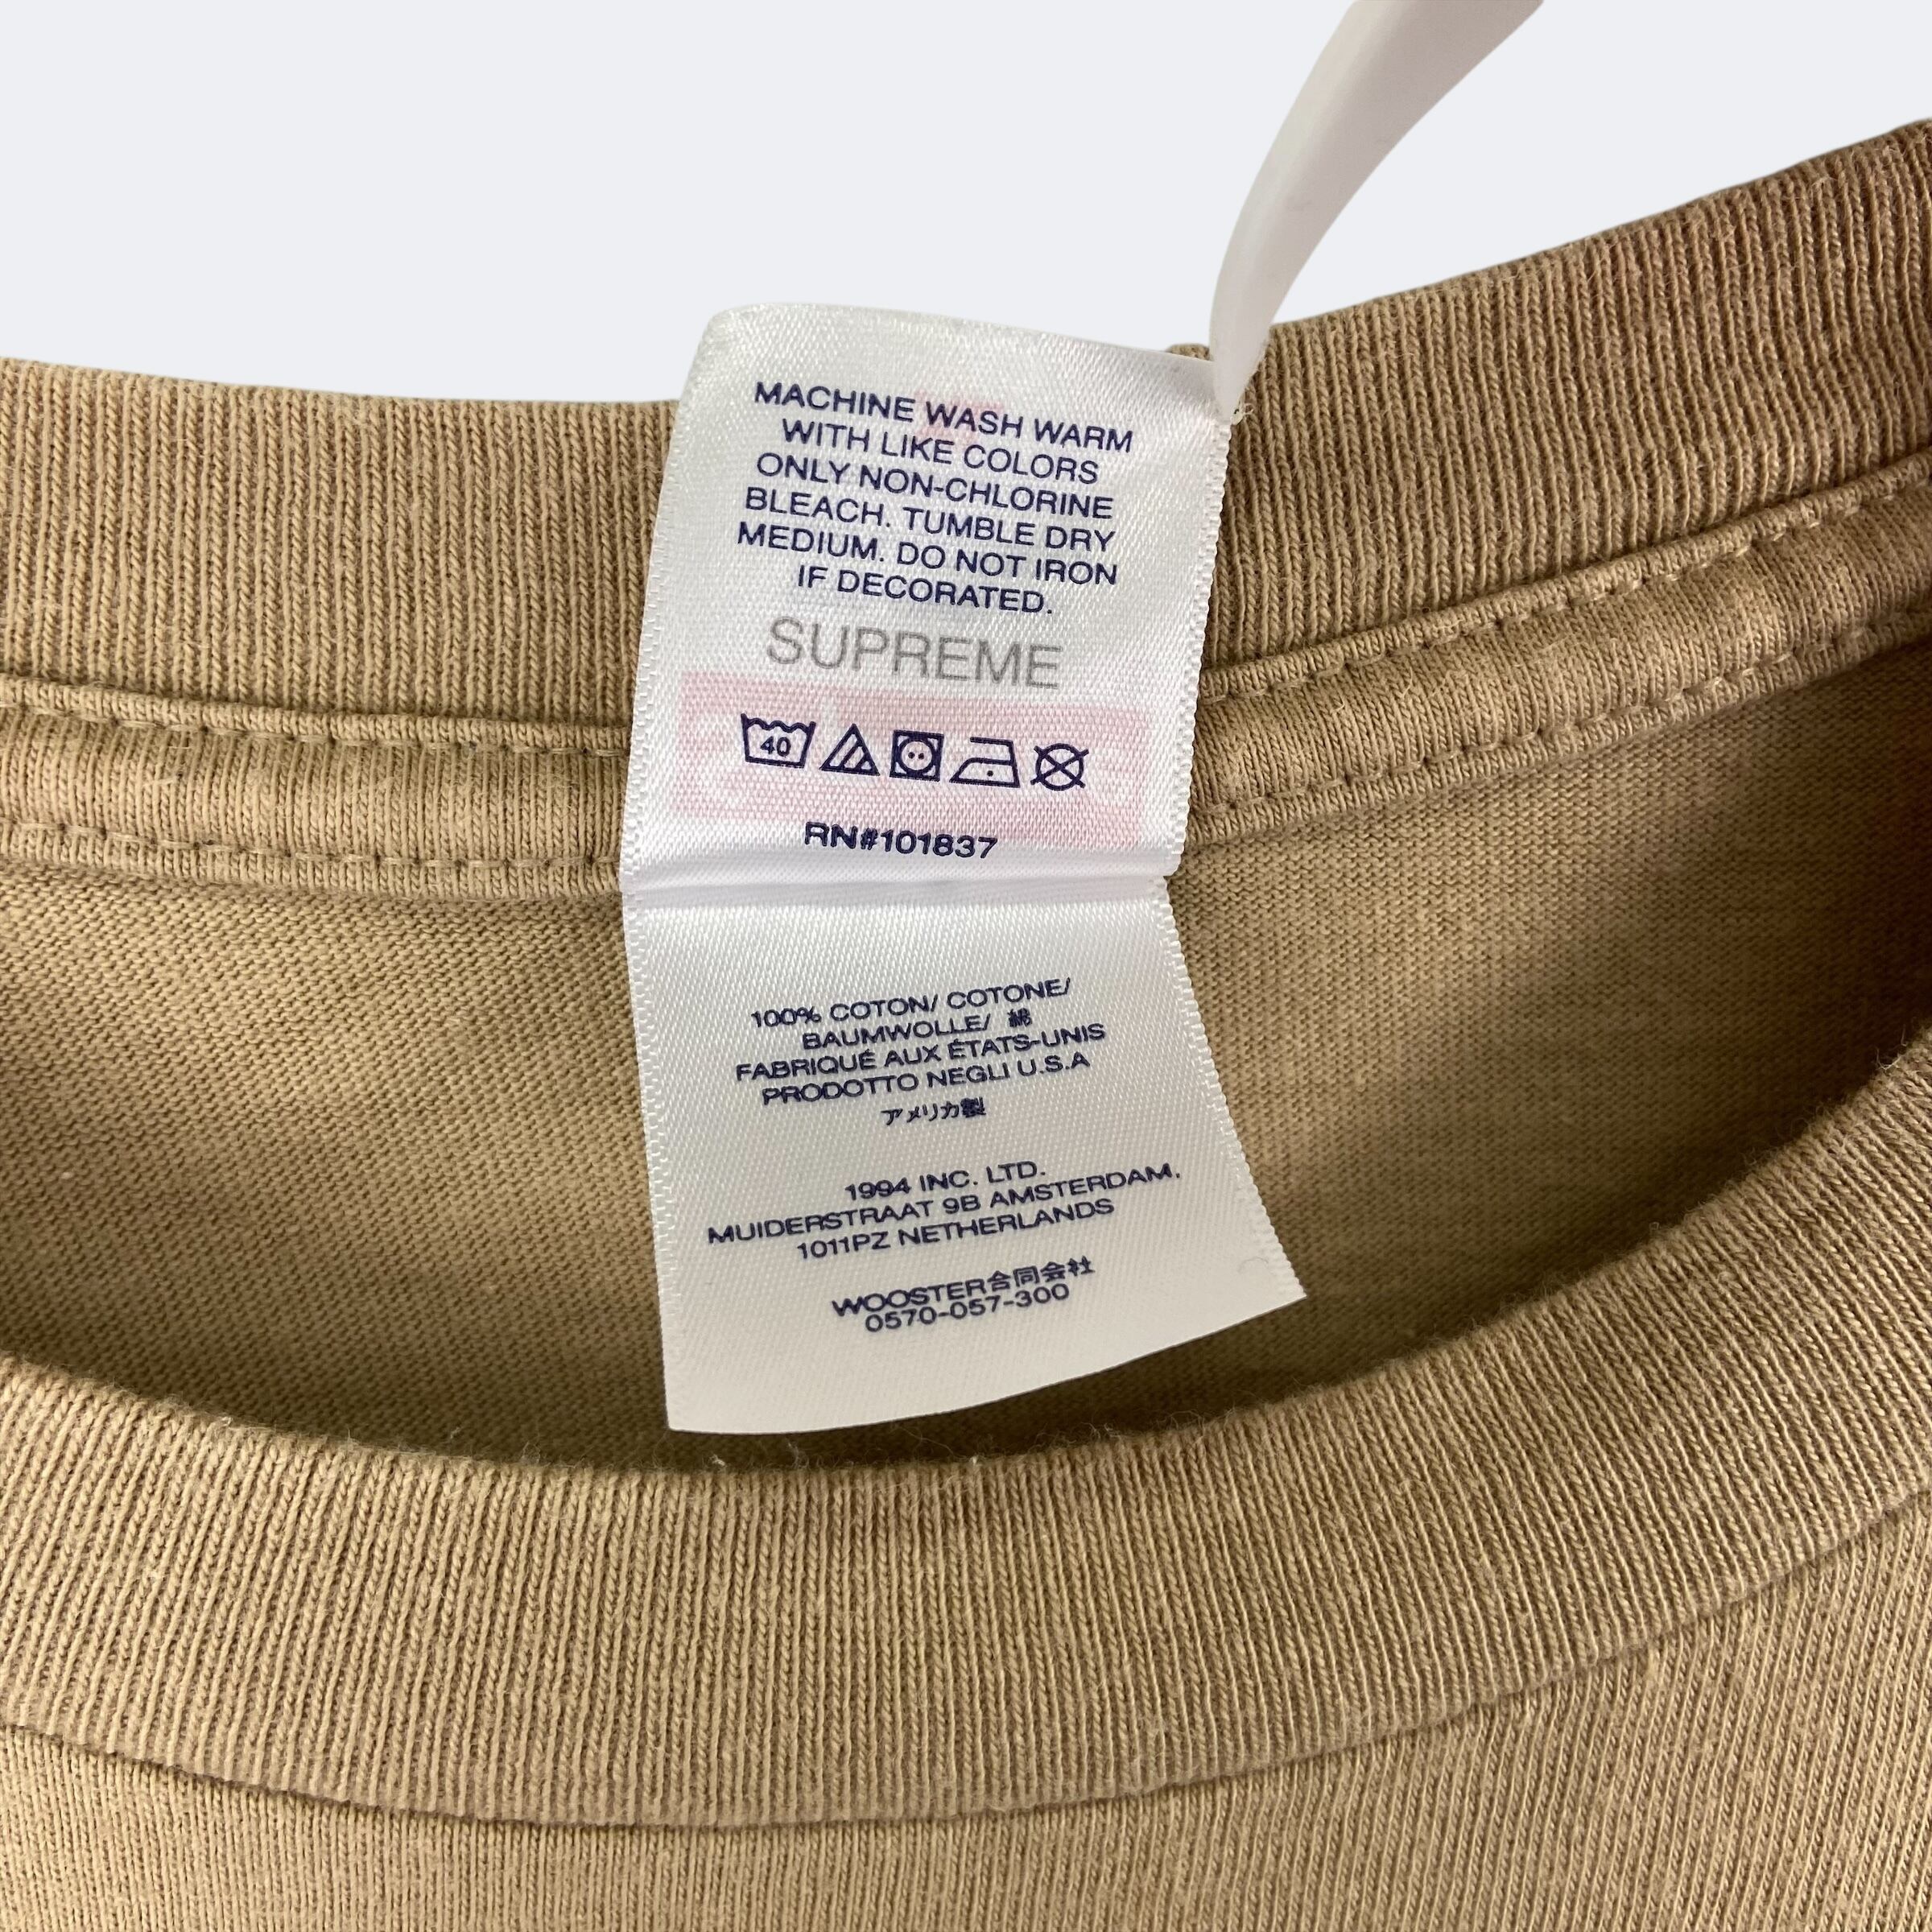 MACHINE WASH WARM
WITH LIKE COLORS
ONLY NON-CHLORINE
BLEACH. TUMBLE DRY
MEDIUM. DO NOT IRON
IF DECORATED.
SUPREME
40
RN#101837
100% COTON/ COTONE/
BAUMWOLLE/ 綿
FABRIQUÉ AUX ÉTATS-UNIS
PRODOTTO NEGLI U.S.A
アメリカ製
1994 INC. LTD.
MUIDERSTRAAT 9B AMSTERDAM.
1011PZ NETHERLANDS
WOOSTER合同会社
0570-057-300